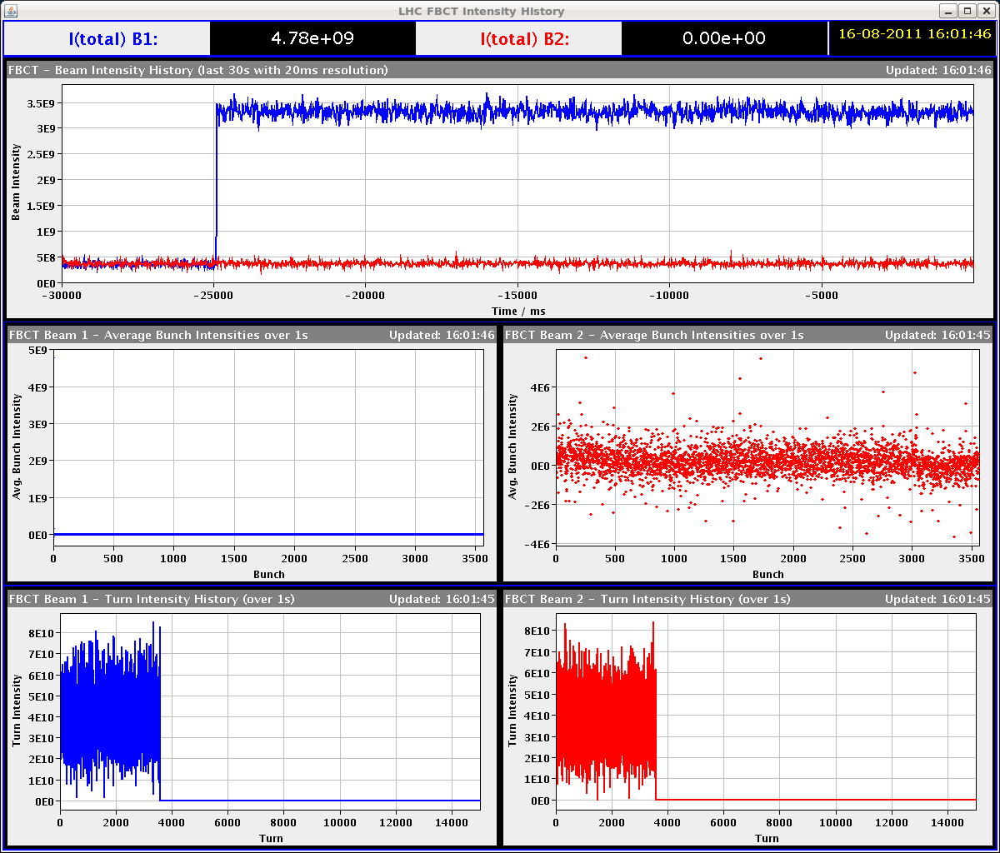 LHC FBCT Intensity History
I(total) B1: 4.78e+09 I(total) B2: 0.00e+00 16-08-2011 16:01:46
FBCT - Beam Intensity History (last 30s with 20ms resolution) Updated: 16:01:46
3.5E9
3E9
2.5E9
2E9
1.5E9
1E9
5E8
0E0
Beam Intensity
-30000 -25000 -20000 -15000 -10000 -5000
Time / ms
FBCT Beam 1 - Average Bunch Intensities over 1s Updated: 16:01:46
5E9
4E9
3E9
2E9
1E9
0E0
Avg. Bunch Intensity
0 500 1000 1500 2000 2500 3000 3500
Bunch
FBCT Beam 2 - Average Bunch Intensities over 1s Updated: 16:01:45
4E6
2E6
0E0
-2E6
-4E6
Avg. Bunch Intensity
0 500 1000 1500 2000 2500 3000 3500
Bunch
FBCT Beam 1 - Turn Intensity History (over 1s) Updated: 16:01:45
8E10
7E10
6E10
5E10
4E10
3E10
2E10
1E10
0E0
Turn Intensity
0 2000 4000 6000 8000 10000 12000 14000
Turn
FBCT Beam 2 - Turn Intensity History (over 1s) Updated: 16:01:45
8E10
7E10
6E10
5E10
4E10
3E10
2E10
1E10
0E0
Turn Intensity
0 2000 4000 6000 8000 10000 12000 14000
Turn